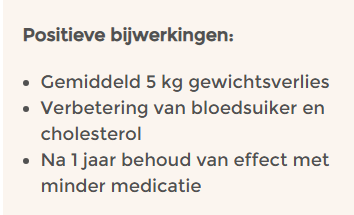 Positieve bijwerkingen:
• Gemiddeld 5 kg gewichtsverlies
• Verbetering van bloedsuiker en
cholesterol
• Na 1 jaar behoud van effect met
minder medicatie